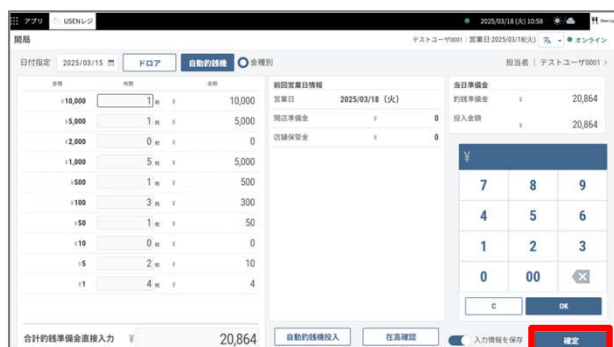 アプリ USENレジ 2025/03/18(火) 10:58
開局 テストユーザ0001 営業日:2025/03/18(火) オンライン
日付指定 2025/03/15 ドロア 自動釣銭機 金種別 担当者 テストユーザ0001 >
金種 枚数 金額
¥10,000 1 枚 ¥ 10,000
¥5,000 1 枚 ¥ 5,000
¥2,000 0 枚 ¥ 0
¥1,000 5 枚 ¥ 5,000
¥500 1 枚 ¥ 500
¥100 3 枚 ¥ 300
¥50 1 枚 ¥ 50
¥10 0 枚 ¥ 0
¥5 2 枚 ¥ 10
¥1 4 枚 ¥ 4
合計釣銭準備金直接入力 ¥ 20,864
前回営業日情報
営業日 2025/03/18 (火)
開店準備金 ¥ 0
店舗保管金 ¥ 0
自動釣銭機投入 在高確認
当日準備金
釣銭準備金 ¥ 20,864
投入金額 ¥ 20,864
¥
7 8 9
4 5 6
1 2 3
0 00
C OK
入力情報を保存 確定